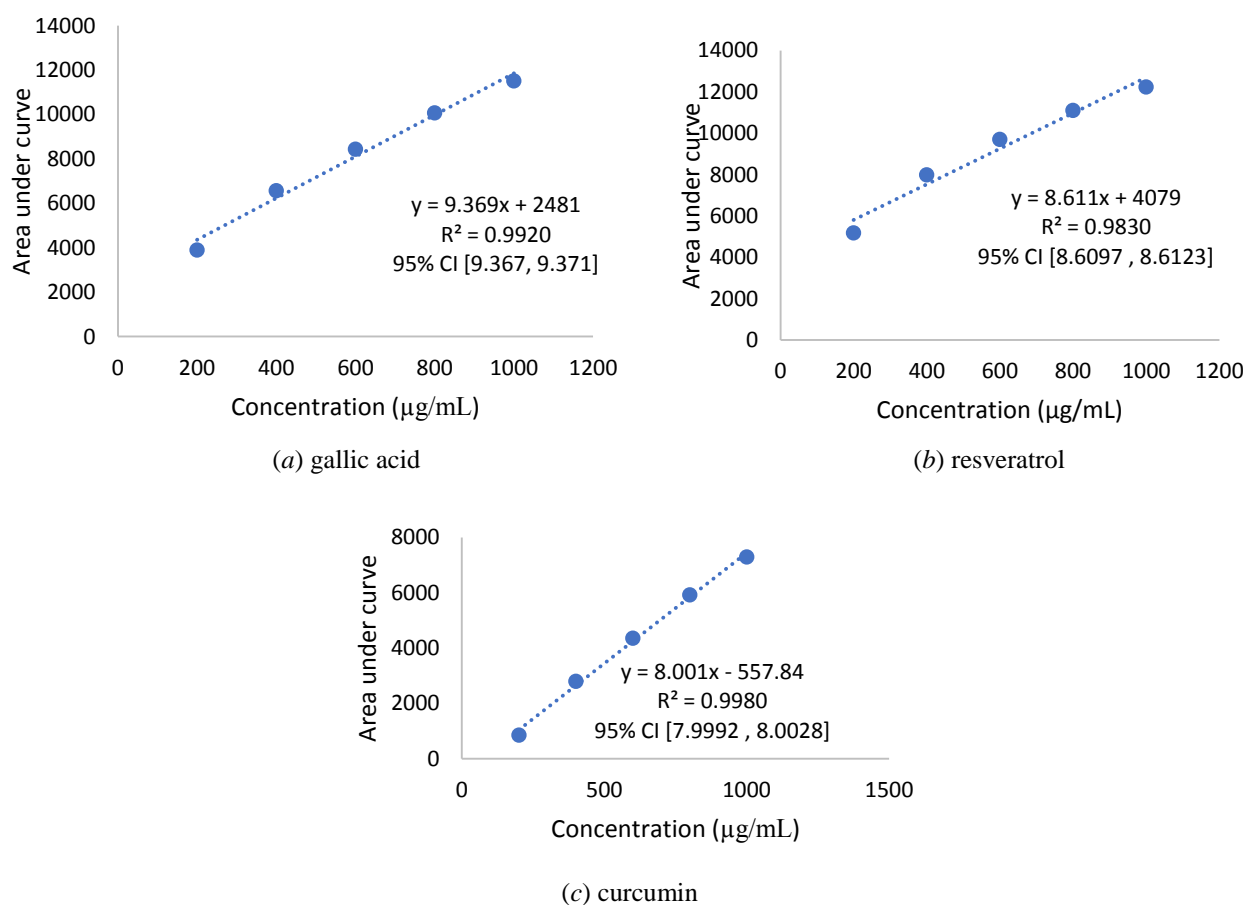 14000
12000
10000
8000
6000
4000
2000
0
Area under curve
y = 9.369x + 2481
R² = 0.9920
95% CI [9.367, 9.371]
0 200 400 600 800 1000 1200
Concentration (µg/mL)
(a) gallic acid
14000
12000
10000
8000
6000
4000
2000
0
Area under curve
y = 8.611x + 4079
R² = 0.9830
95% CI [8.6097 , 8.6123]
0 200 400 600 800 1000 1200
Concentration (µg/mL)
(b) resveratrol
8000
6000
4000
2000
0
Area under curve
y = 8.001x - 557.84
R² = 0.9980
95% CI [7.9992 , 8.0028]
0 500 1000 1500
Concentration (µg/mL)
(c) curcumin